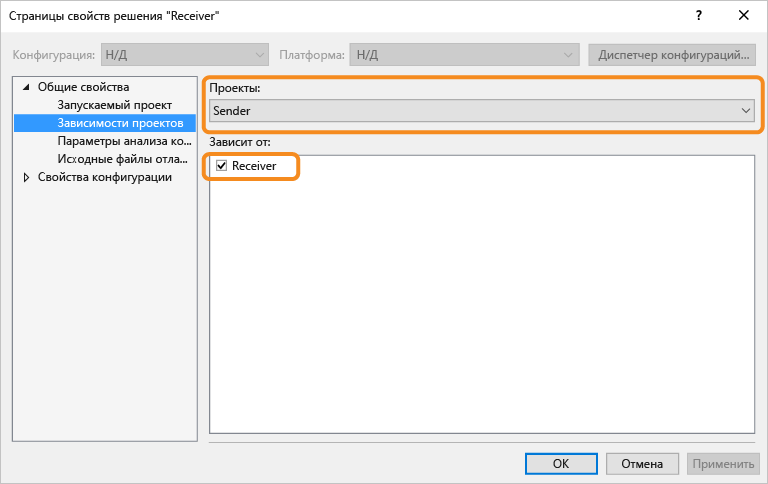 Страницы свойств решения "Receiver"
?
Конфигурация: Н/Д Платформа: Н/Д Диспетчер конфигураций...
Общие свойства
Запускаемый проект
Зависимости проектов
Параметры анализа ко...
Исходные файлы отла...
Свойства конфигурации
Проекты:
Sender
Зависит от:
Receiver
ОК Отмена Применить